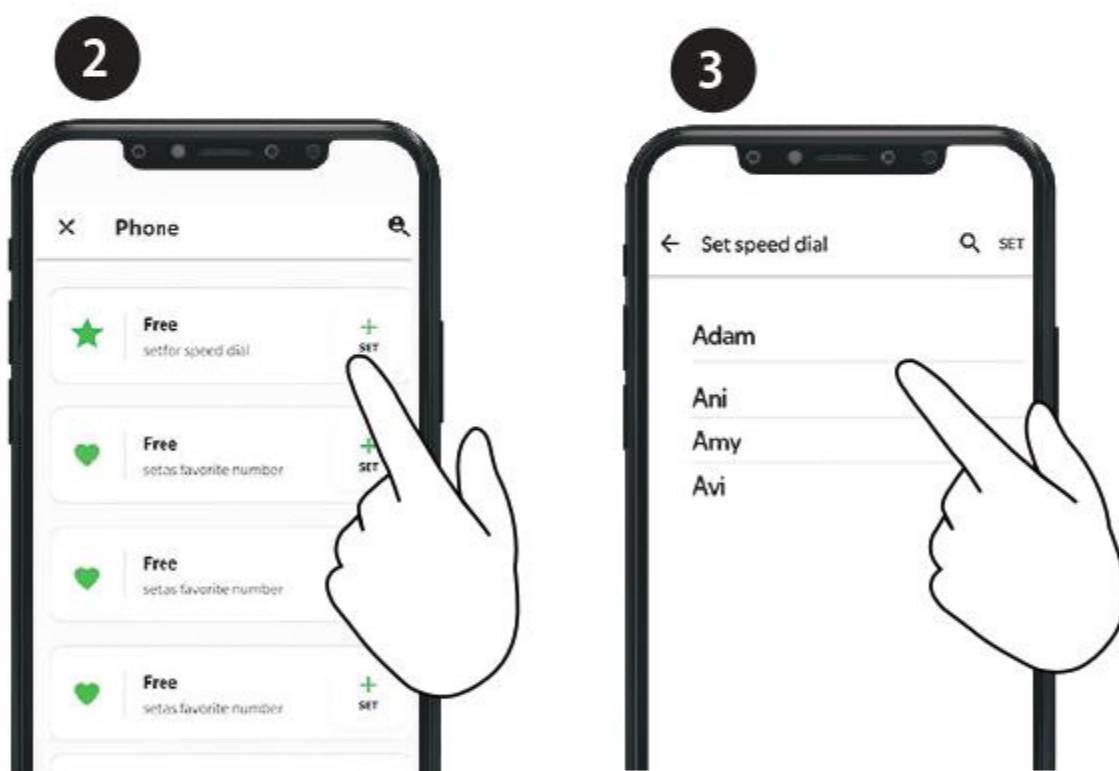 2
Phone
Free
setfor speed dial
SET
Free
setas favorite number
SET
Free
setas favorite number
Free
setas favorite number
SET
3
Set speed dial
SET
Adam
Ani
Amy
Avi